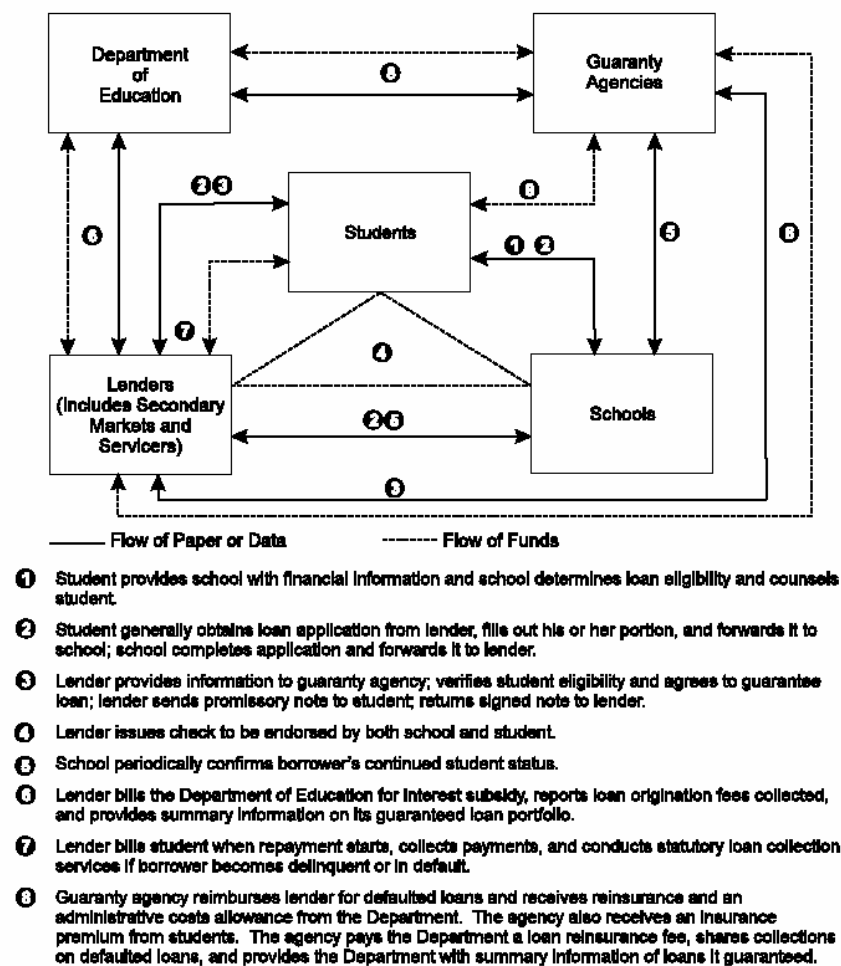 Department
of
Education
Guaranty
Agencies
8
2 3
8
Students
6
5
8
1 2
7
4
Lenders
(Includes Secondary
Markets and
Servicers)
Schools
2 5
3
Flow of Paper or Data
Flow of Funds
1 Student provides school with financial information and school determines loan eligibility and counsels
student.
2 Student generally obtains loan application from lender, fills out his or her portion, and forwards it to
school; school completes application and forwards it to lender.
3 Lender provides information to guaranty agency; verifies student eligibility and agrees to guarantee
loan; lender sends promissory note to student; returns signed note to lender.
4 Lender issues check to be endorsed by both school and student.
5 School periodically confirms borrower's continued student status.
6 Lender bills the Department of Education for interest subsidy, reports loan origination fees collected,
and provides summary information on its guaranteed loan portfolio.
7 Lender bills student when repayment starts, collects payments, and conducts statutory loan collection
services if borrower becomes delinquent or in default.
8 Guaranty agency reimburses lender for defaulted loans and receives reinsurance and an
administrative costs allowance from the Department. The agency also receives an insurance
premium from students. The agency pays the Department a loan reinsurance fee, shares collections
on defaulted loans, and provides the Department with summary information of loans it guaranteed.